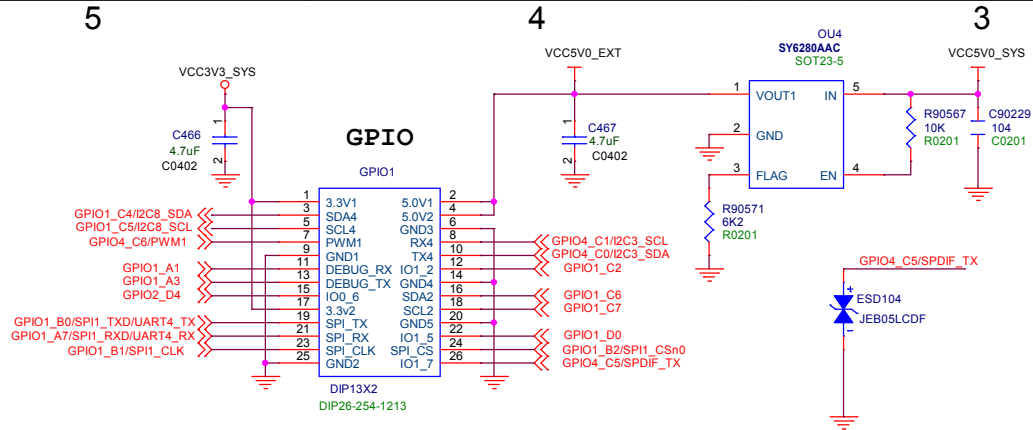 5
4
3
VCC3V3_SYS
1
C466
4.7uF
C0402
2
GPIO
VCC5V0_EXT
1
C467
4.7uF
C0402
2
OU4
SY6280AAC
SOT23-5
1 VOUT1 IN 5
2 GND
3 FLAG EN 4
VCC5V0_SYS
R90567
10K
R0201
C90229
104
C0201
1
2
R90571
6K2
R0201
GPIO1
1 3.3V1 5.0V1 2
GPIO1_C4/I2C8_SDA 3 SDA4 5.0V2 4
GPIO1_C5/I2C8_SCL 5 SCL4 GND3 6
GPIO4_C6/PWM1 7 PWM1 RX4 8 GPIO4_C1/I2C3_SCL
9 GND1 TX4 10 GPIO4_C0/I2C3_SDA
GPIO1_A1 11 DEBUG_RX IO1_2 12 GPIO1_C2
GPIO1_A3 13 DEBUG_TX GND4 14
GPIO2_D4 15 IO0_6 SDA2 16 GPIO1_C6
17 3.3v2 SCL2 18 GPIO1_C7
GPIO1_B0/SPI1_TXD/UART4_TX 19 SPI_TX GND5 20
GPIO1_A7/SPI1_RXD/UART4_RX 21 SPI_RX IO1_5 22 GPIO1_D0
GPIO1_B1/SPI1_CLK 23 SPI_CLK SPI_CS 24 GPIO1_B2/SPI1_CSn0
25 GND2 IO1_7 26 GPIO4_C5/SPDIF_TX
DIP13X2
DIP26-254-1213
GPIO4_C5/SPDIF_TX
+
ESD104
JEB05LCDF
-